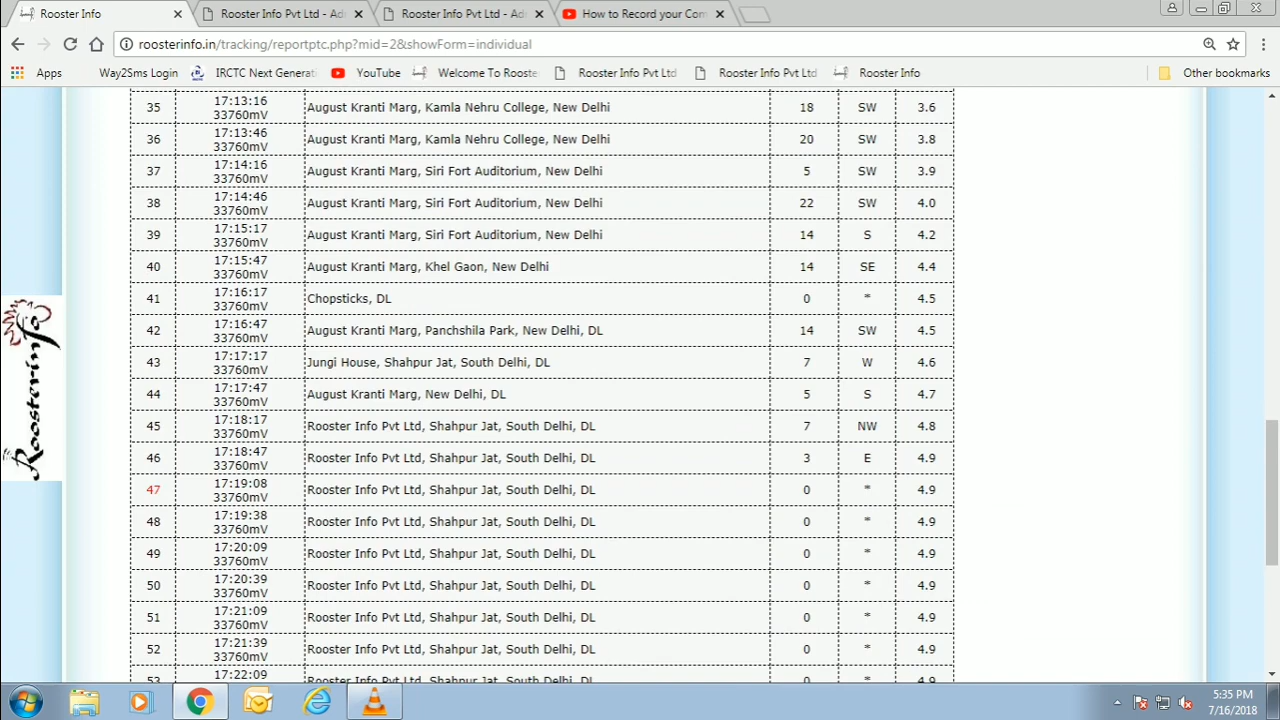 Rooster Info
Rooster Info Pvt Ltd - Ad
Rooster Info Pvt Ltd - Ad
How to Record your Com
roosterinfo.in/tracking/reportptc.php?mid=2&showForm=individual
Apps Way2Sms Login IRCTC Next Generati YouTube Welcome To Rooste Rooster Info Pvt Ltd Rooster Info Pvt Ltd Rooster Info Other bookmarks
35 17:13:16 August Kranti Marg, Kamla Nehru College, New Delhi 18 SW 3.6
33760mV
36 17:13:46 August Kranti Marg, Kamla Nehru College, New Delhi 20 SW 3.8
33760mV
37 17:14:16 August Kranti Marg, Siri Fort Auditorium, New Delhi 5 SW 3.9
33760mV
38 17:14:46 August Kranti Marg, Siri Fort Auditorium, New Delhi 22 SW 4.0
33760mV
39 17:15:17 August Kranti Marg, Siri Fort Auditorium, New Delhi 14 S 4.2
33760mV
40 17:15:47 August Kranti Marg, Khel Gaon, New Delhi 14 SE 4.4
33760mV
41 17:16:17 Chopsticks, DL 0 * 4.5
33760mV
42 17:16:47 August Kranti Marg, Panchshila Park, New Delhi, DL 14 SW 4.5
33760mV
43 17:17:17 Jungi House, Shahpur Jat, South Delhi, DL 7 W 4.6
33760mV
44 17:17:47 August Kranti Marg, New Delhi, DL 5 S 4.7
33760mV
45 17:18:17 Rooster Info Pvt Ltd, Shahpur Jat, South Delhi, DL 7 NW 4.8
33760mV
46 17:18:47 Rooster Info Pvt Ltd, Shahpur Jat, South Delhi, DL 3 E 4.9
33760mV
47 17:19:08 Rooster Info Pvt Ltd, Shahpur Jat, South Delhi, DL 0 * 4.9
33760mV
48 17:19:38 Rooster Info Pvt Ltd, Shahpur Jat, South Delhi, DL 0 * 4.9
33760mV
49 17:20:09 Rooster Info Pvt Ltd, Shahpur Jat, South Delhi, DL 0 * 4.9
33760mV
50 17:20:39 Rooster Info Pvt Ltd, Shahpur Jat, South Delhi, DL 0 * 4.9
33760mV
51 17:21:09 Rooster Info Pvt Ltd, Shahpur Jat, South Delhi, DL 0 * 4.9
33760mV
52 17:21:39 Rooster Info Pvt Ltd, Shahpur Jat, South Delhi, DL 0 * 4.9
33760mV
53 17:22:09 Rooster Info Pvt Ltd, Shahpur Jat, South Delhi, DL 0 * 4.9
Roosterinfo
5:35 PM
7/16/2018